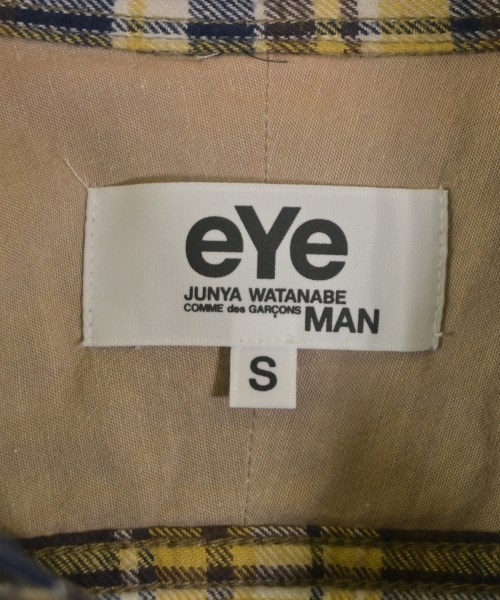 eYe
JUNYA WATANABE
COMME des GARÇONS MAN
S